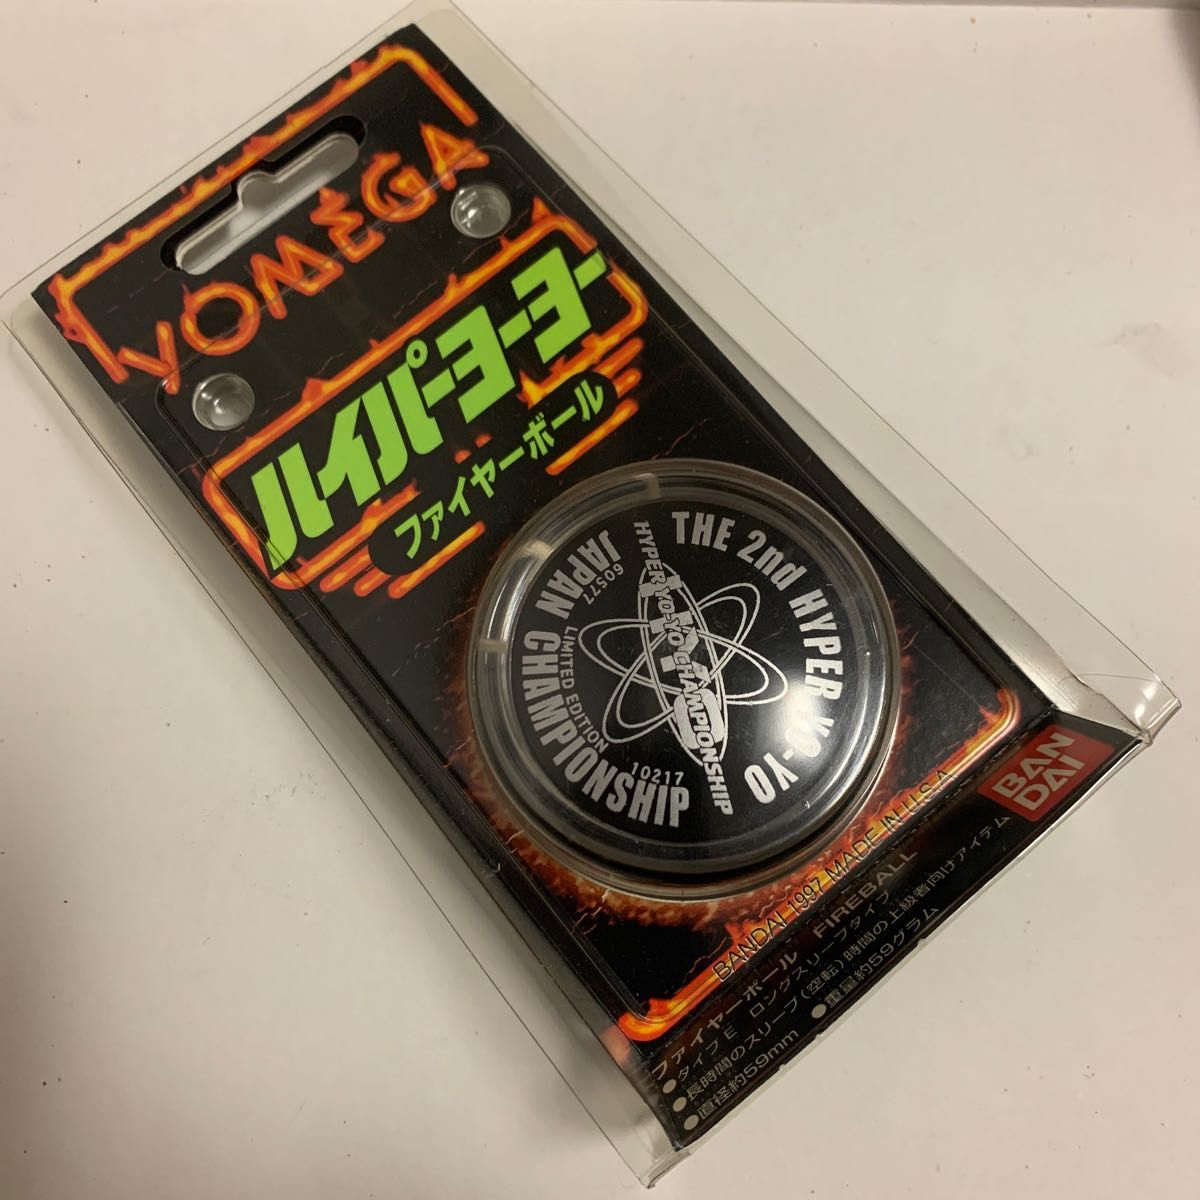 YOMEGA
ハイパーヨーヨー
ファイヤーボール
THE 2nd HYPER YO-YO
JAPAN CHAMPIONSHIP
60577
LIMITED EDITION
10217
HYPER YO-YO CHAMPIONSHIP
BANDAI 1997 MADE IN U.S.A.
BAN
DAI
ファイヤーボール FIREBALL
●タイプE ロングスリープタイプ
●長時間のスリープ(空転)時間の上級者向けアイテム
●直径約59mm ●重量約59グラム